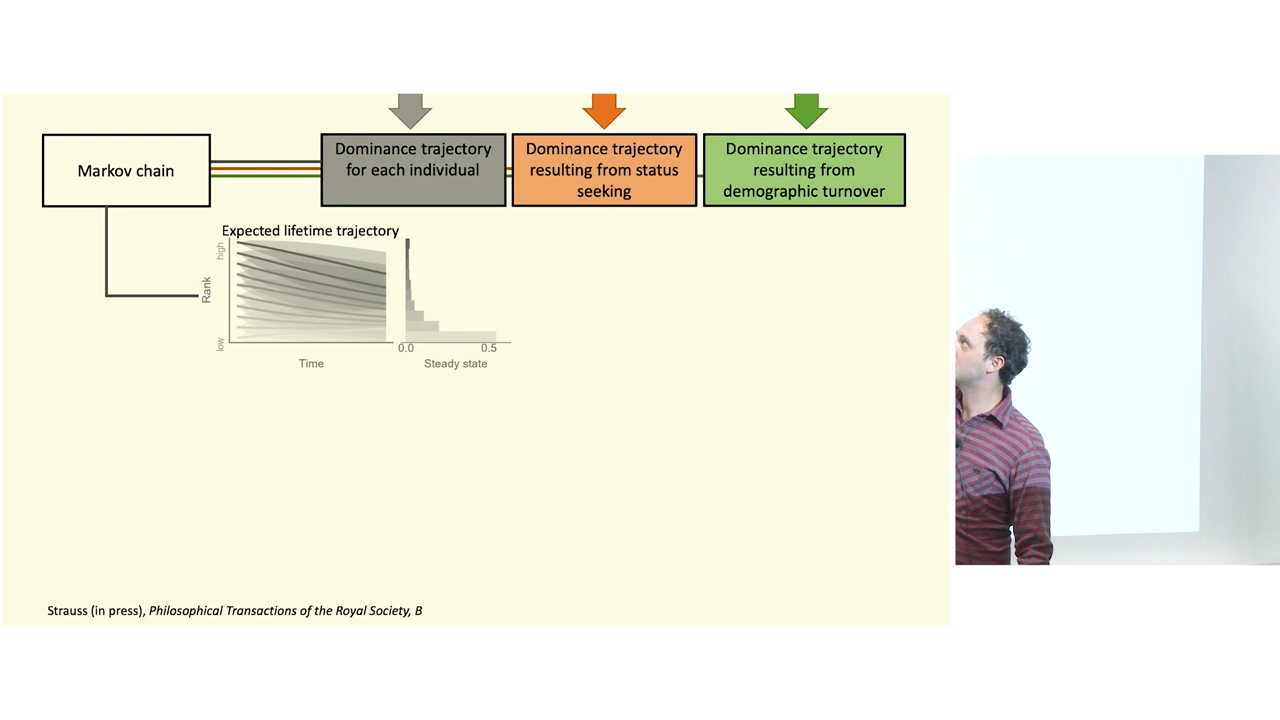 Markov chain
Dominance trajectory
for each individual
Dominance trajectory
resulting from status
seeking
Dominance trajectory
resulting from
demographic turnover
Expected lifetime trajectory
high
Rank
low
Time
0.0
0.5
Steady state
Strauss (in press), Philosophical Transactions of the Royal Society, B